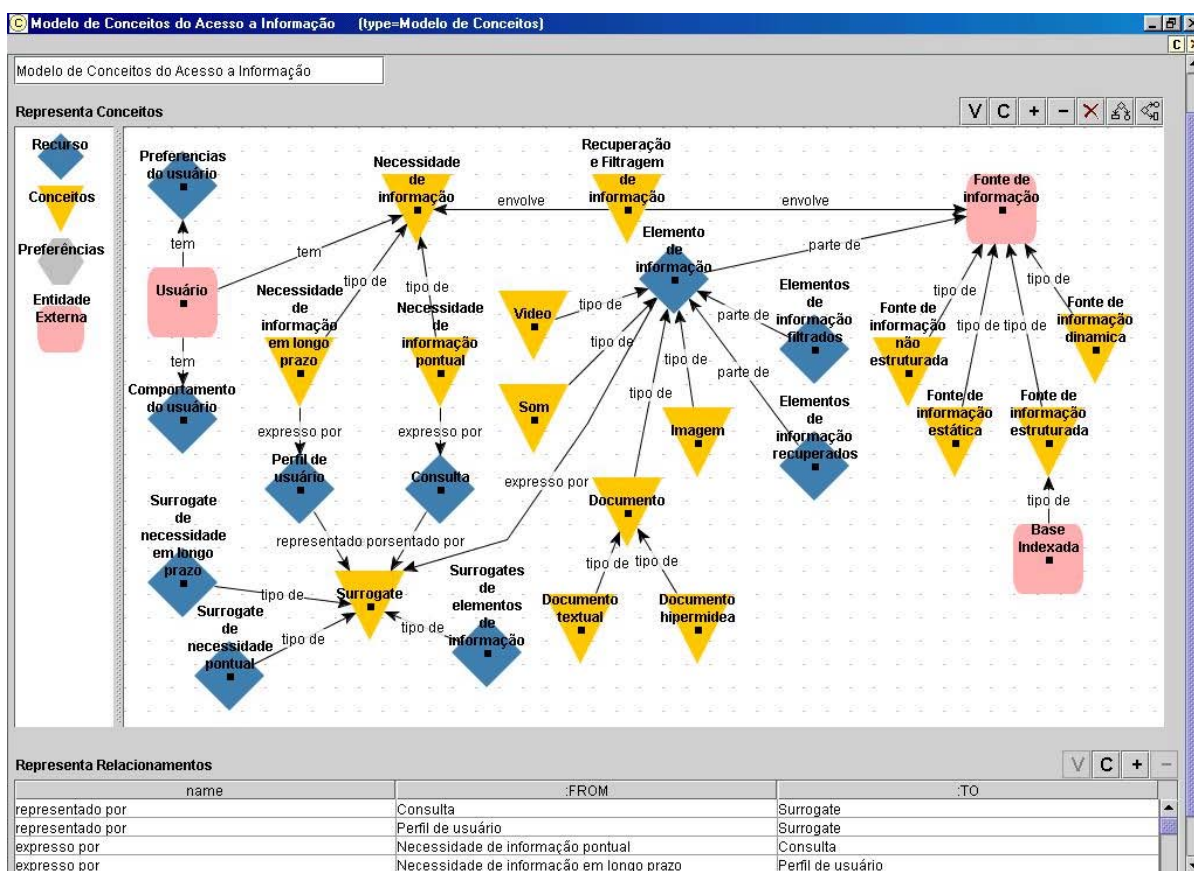 Modelo de Conceitos do Acesso a Informação (type=Modelo de Conceitos)
C
Modelo de Conceitos do Acesso a Informação
Representa Conceitos
V C + -
Recurso
Conceitos
Preferências
Entidade
Externa
Preferencias
do usuário
tem
Usuário
tem
tem
Comportamento
do usuário
Necessidade
de
informação
Recuperação
e Filtragem
de
informação
envolve
envolve
Fonte de
informação
Necessidade
de
informação
em longo
prazo
tipo de
Necessidade
de
informação
pontual
tipo de
Elemento
de
informação
parte de
Video
tipo de
Som
tipo de
Imagem
tipo de
Elementos
de
informação
filtrados
parte de
Elementos
de
informação
recuperados
parte de
Fonte de
informação
não
estruturada
tipo de
Fonte de
informação
estática
tipo de
Fonte de
informação
estruturada
tipo de
Fonte de
informação
dinamica
tipo de
Base
Indexada
tipo de
expresso por
expresso por
Perfil de
usuário
Consulta
expresso por
representado por
sentado por
Documento
tipo de
Documento
textual
tipo de
Documento
hipermidea
tipo de
Surrogate
de
necessidade
em longo
prazo
tipo de
Surrogate
de
necessidade
pontual
tipo de
Surrogate
Surrogates
de
elementos
de
informação
tipo de
Representa Relacionamentos
V C + -
name :FROM :TO
representado por Consulta Surrogate
representado por Perfil de usuário Surrogate
expresso por Necessidade de informação pontual Consulta
expresso por Necessidade de informação em longo prazo Perfil de usuário